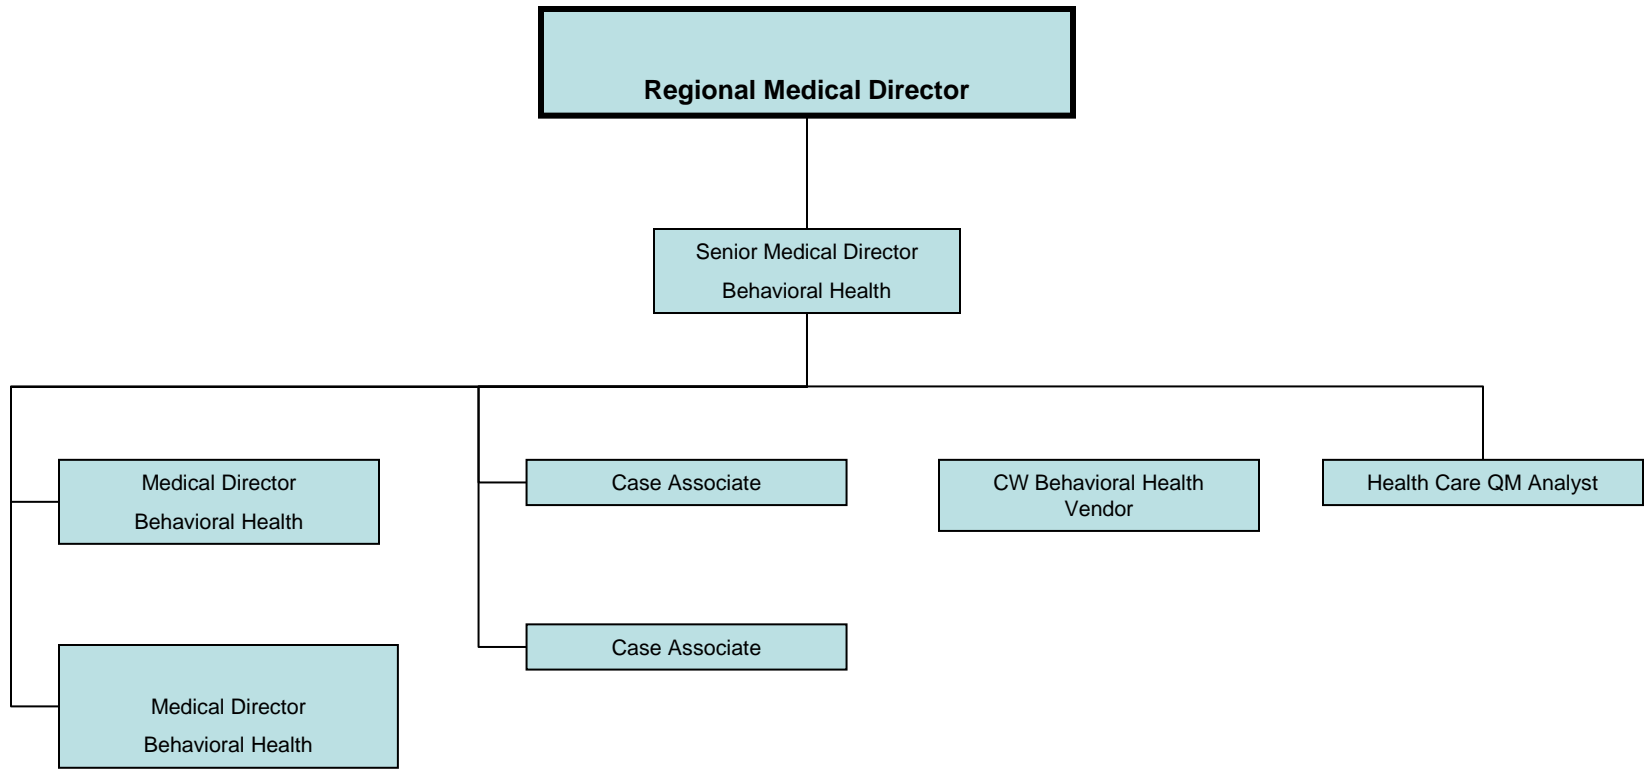 Regional Medical Director
Senior Medical Director
Behavioral Health
Medical Director
Behavioral Health
Case Associate
CW Behavioral Health
Vendor
Health Care QM Analyst
Case Associate
Medical Director
Behavioral Health